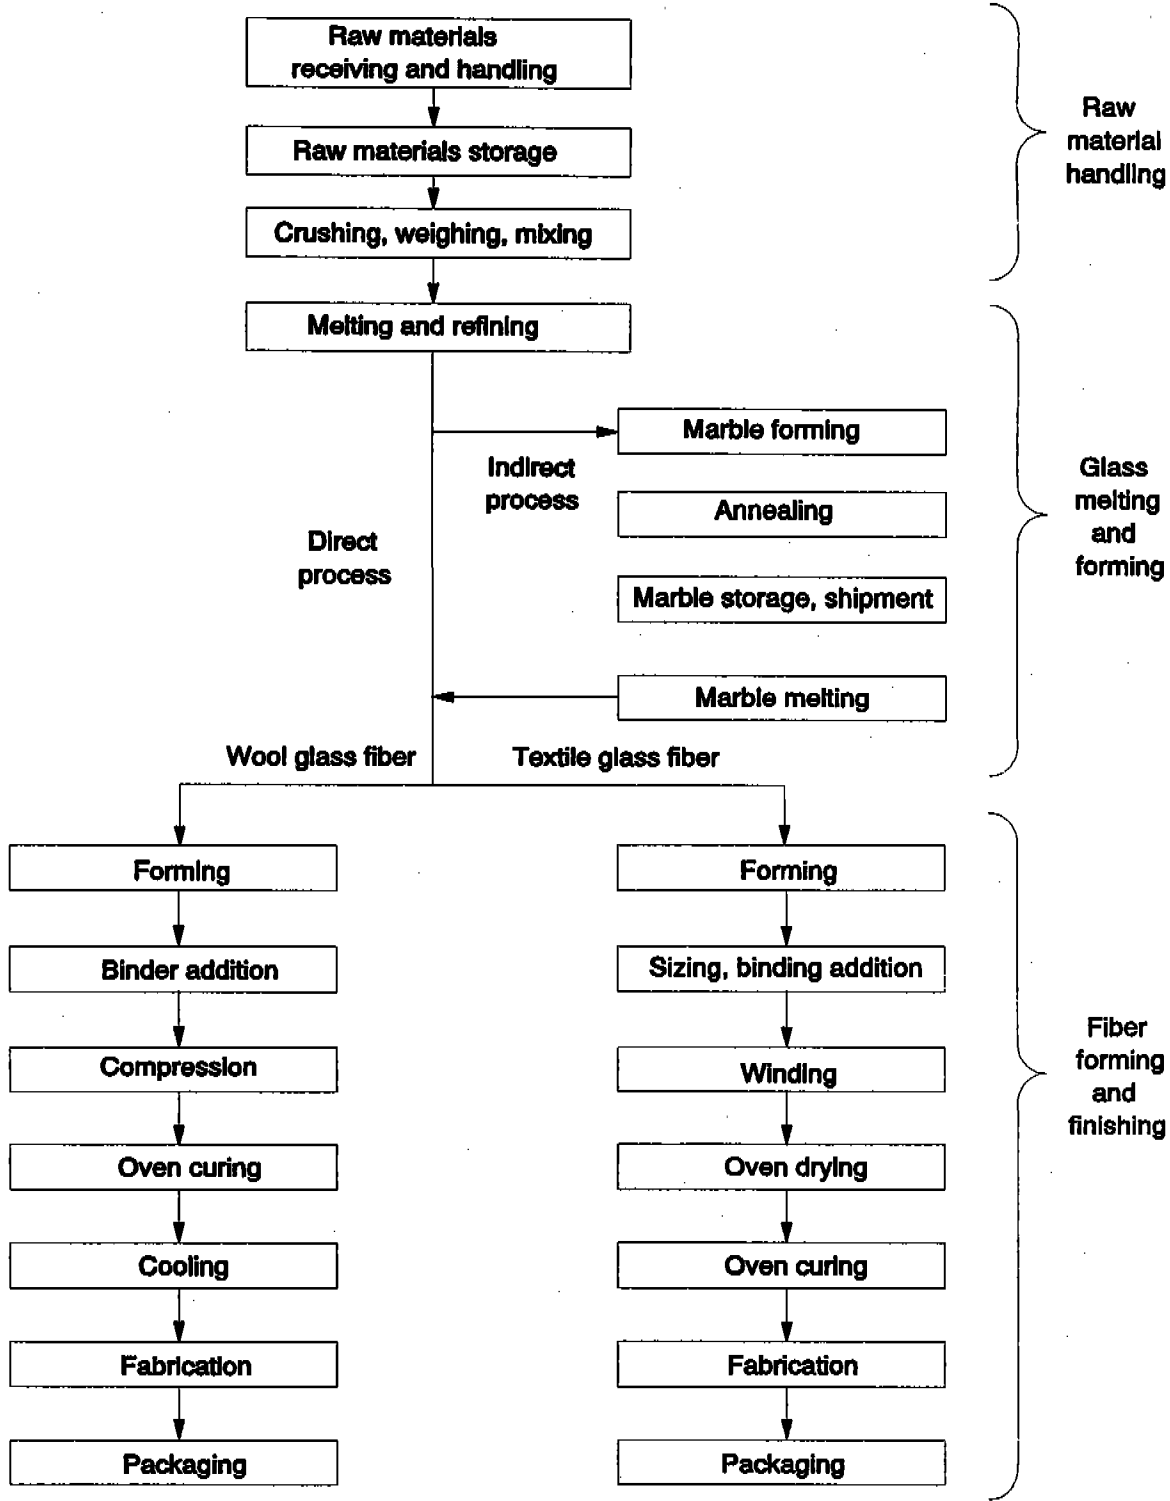 Raw materials
receiving and handling
Raw materials storage
Crushing, weighing, mixing
Raw
material
handling
Melting and refining
Marble forming
Indirect
process
Annealing
Direct
process
Marble storage, shipment
Marble melting
Glass
melting
and
forming
Wool glass fiber
Textile glass fiber
Forming
Binder addition
Compression
Oven curing
Cooling
Fabrication
Packaging
Forming
Sizing, binding addition
Winding
Oven drying
Oven curing
Fabrication
Packaging
Fiber
forming
and
finishing